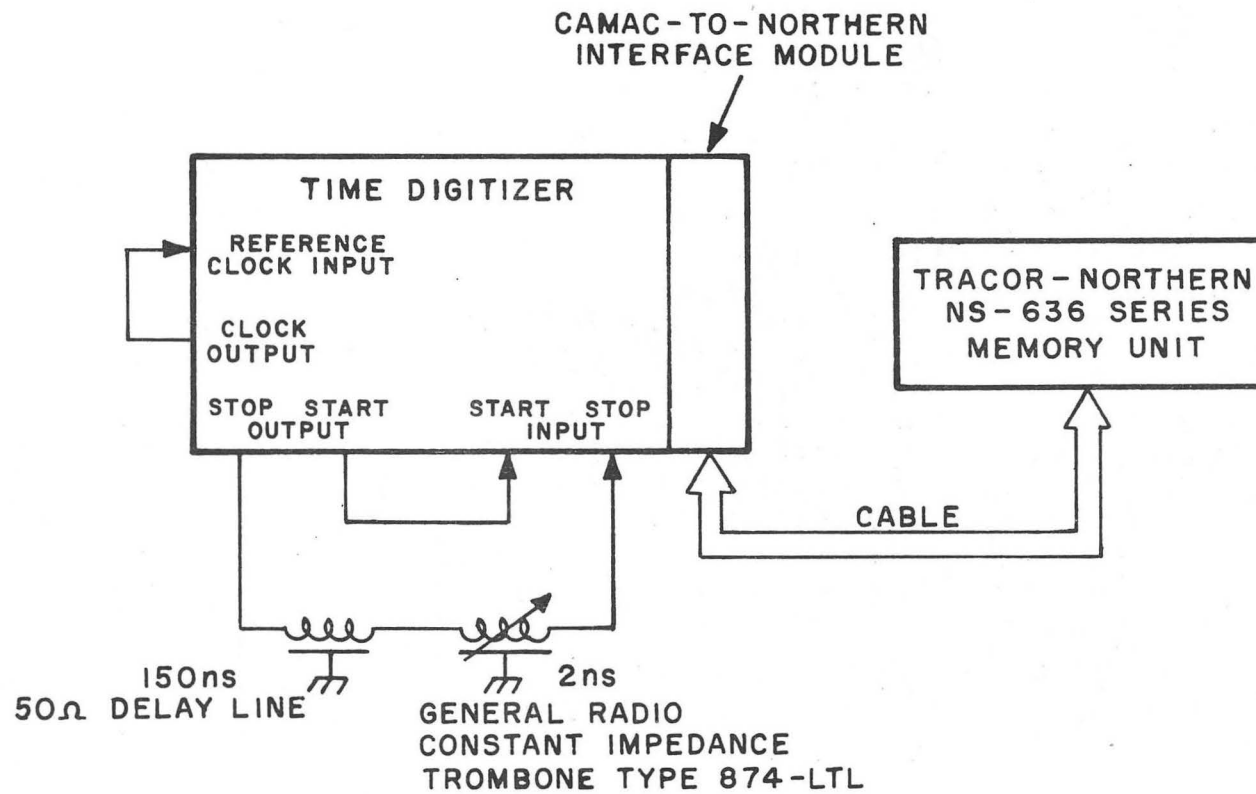 CAMAC-TO-NORTHERN
INTERFACE MODULE
TIME DIGITIZER
REFERENCE
CLOCK INPUT
CLOCK
OUTPUT
STOP START
OUTPUT
START STOP
INPUT
TRACOR-NORTHERN
NS-636 SERIES
MEMORY UNIT
CABLE
150ns
50Ω DELAY LINE
2ns
GENERAL RADIO
CONSTANT IMPEDANCE
TROMBONE TYPE 874-LTL